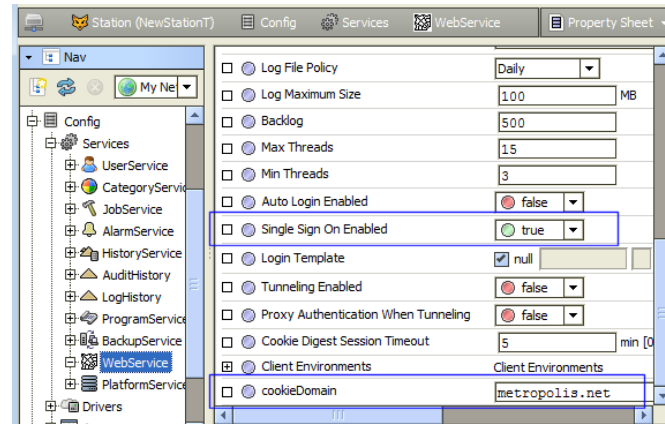 Station (NewStationT) Config Services WebService Property Sheet
Nav
My Ne
Config
Services
UserService
CategoryServic
JobService
AlarmService
HistoryService
AuditHistory
LogHistory
ProgramService
BackupService
WebService
PlatformService
Drivers
Log File Policy Daily
Log Maximum Size 100 MB
Backlog 500
Max Threads 15
Min Threads 3
Auto Login Enabled false
Single Sign On Enabled true
Login Template null
Tunneling Enabled false
Proxy Authentication When Tunneling false
Cookie Digest Session Timeout 5 min [0
Client Environments Client Environments
cookieDomain metropolis.net